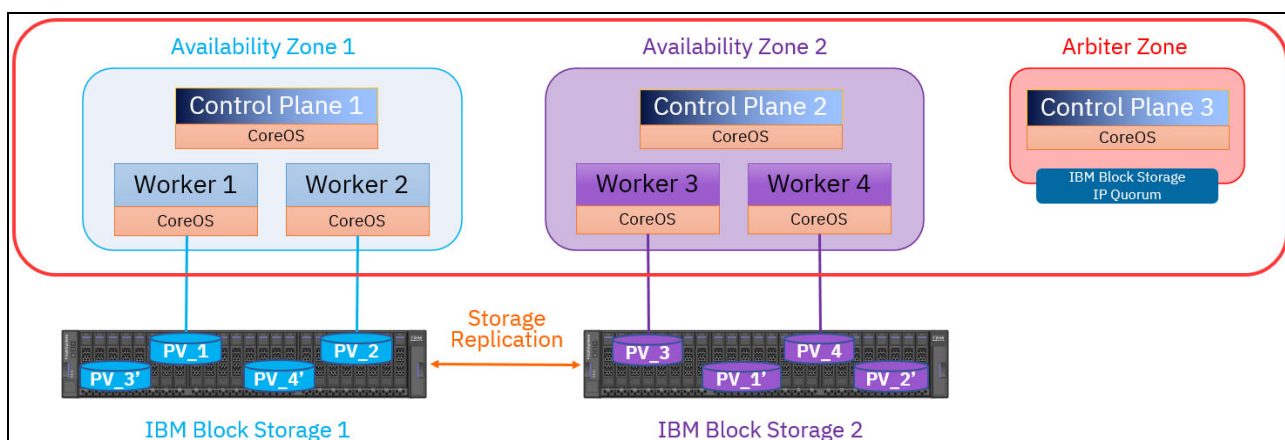 Availability Zone 1
Availability Zone 2
Arbiter Zone
Control Plane 1
CoreOS
Control Plane 2
CoreOS
Control Plane 3
CoreOS
Worker 1
CoreOS
Worker 2
CoreOS
Worker 3
CoreOS
Worker 4
CoreOS
IBM Block Storage
IP Quorum
Storage
Replication
PV_1
PV_2
PV_3’
PV_4’
IBM
PV_3
PV_4
PV_1’
PV_2’
IBM
IBM Block Storage 1
IBM Block Storage 2